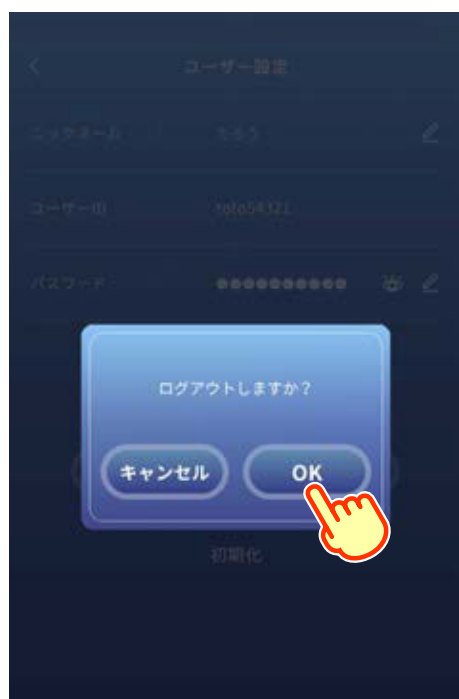 ユーザー設定
ニックネーム
ユーザーID
パスワード
ログアウトしますか？
キャンセル OK
初期化